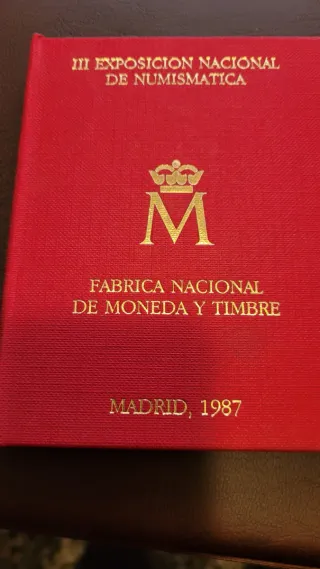 III EXPOSICION NACIONAL
DE NUMISMATICA
M
FABRICA NACIONAL
DE MONEDA Y TIMBRE
MADRID, 1987